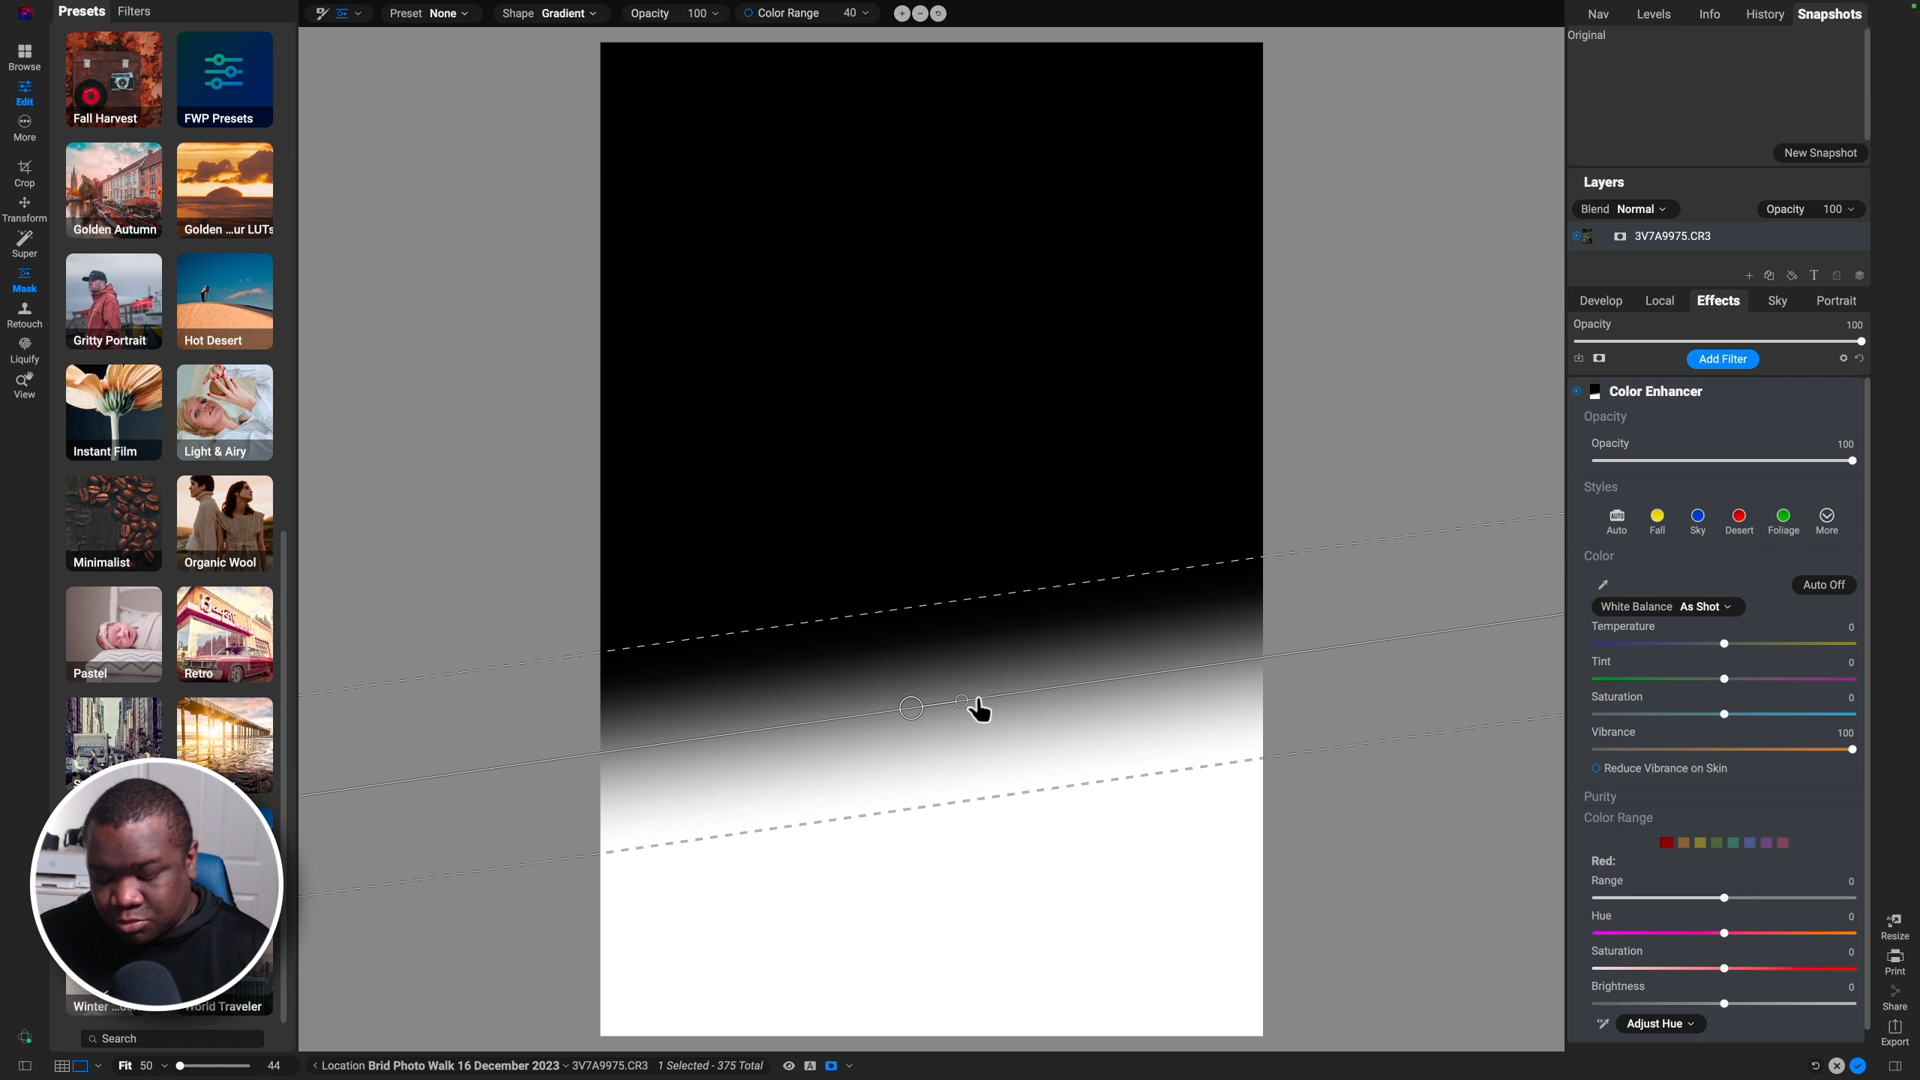 Presets Filters
Preset None Shape Gradient Opacity 100 Color Range 40
Nav Levels Info History Snapshots
Original
New Snapshot
Browse
Edit
More
Crop
Transform
Super
Mask
Retouch
Liquify
View
Fall Harvest FWP Presets
Golden Autumn Golden ...ur LUTs
Gritty Portrait Hot Desert
Instant Film Light & Airy
Minimalist Organic Wool
Pastel Retro
Winter World Traveler
Search
Layers
Blend Normal Opacity 100
3V7A9975.CR3
T
Develop Local Effects Sky Portrait
Opacity 100
Add Filter
Color Enhancer
Opacity
Opacity 100
Styles
AUTO
Auto Fall Sky Desert Foliage More
Color
Auto Off
White Balance As Shot
Temperature 0
Tint 0
Saturation 0
Vibrance 100
Reduce Vibrance on Skin
Purity
Color Range
Red:
Range 0
Hue 0
Saturation 0
Brightness 0
Adjust Hue
Resize
Print
Share
Export
Fit 50 44 Location Brid Photo Walk 16 December 2023 3V7A9975.CR3 1 Selected - 375 Total A